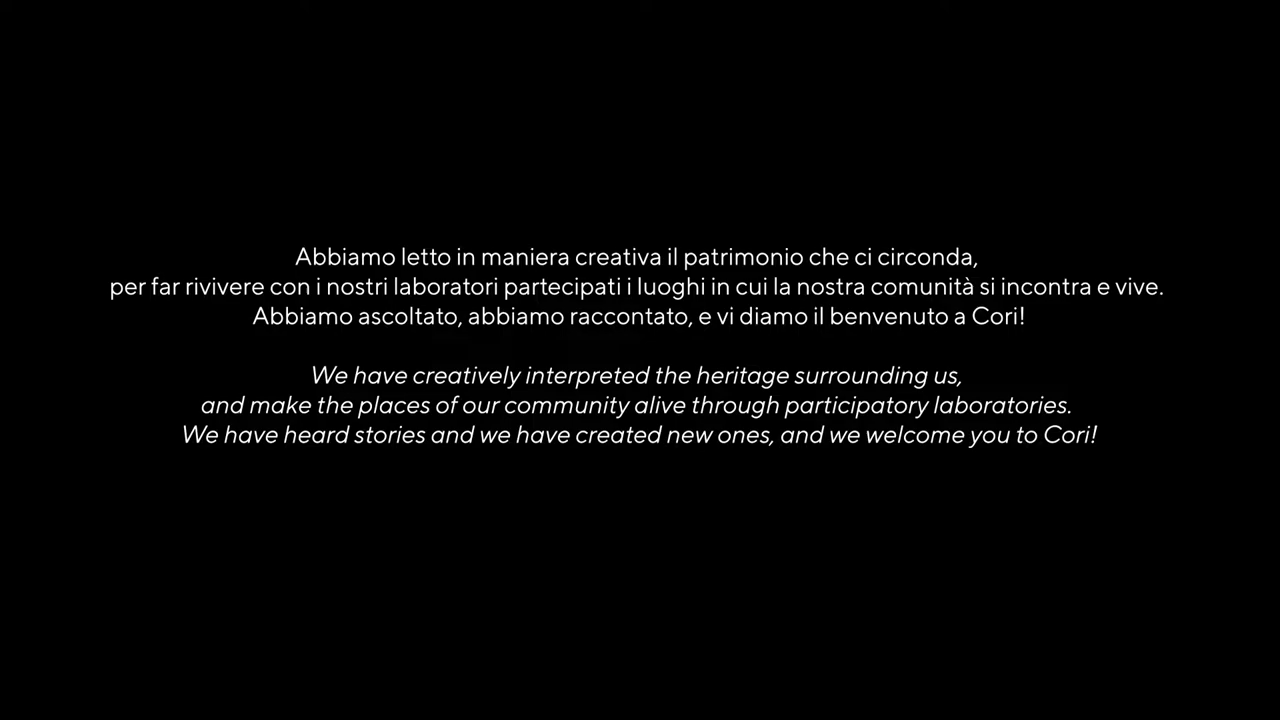 Abbiamo letto in maniera creativa il patrimonio che ci circonda,
per far rivivere con i nostri laboratori partecipati i luoghi in cui la nostra comunità si incontra e vive.
Abbiamo ascoltato, abbiamo raccontato, e vi diamo il benvenuto a Cori!
We have creatively interpreted the heritage surrounding us,
and make the places of our community alive through participatory laboratories.
We have heard stories and we have created new ones, and we welcome you to Cori!